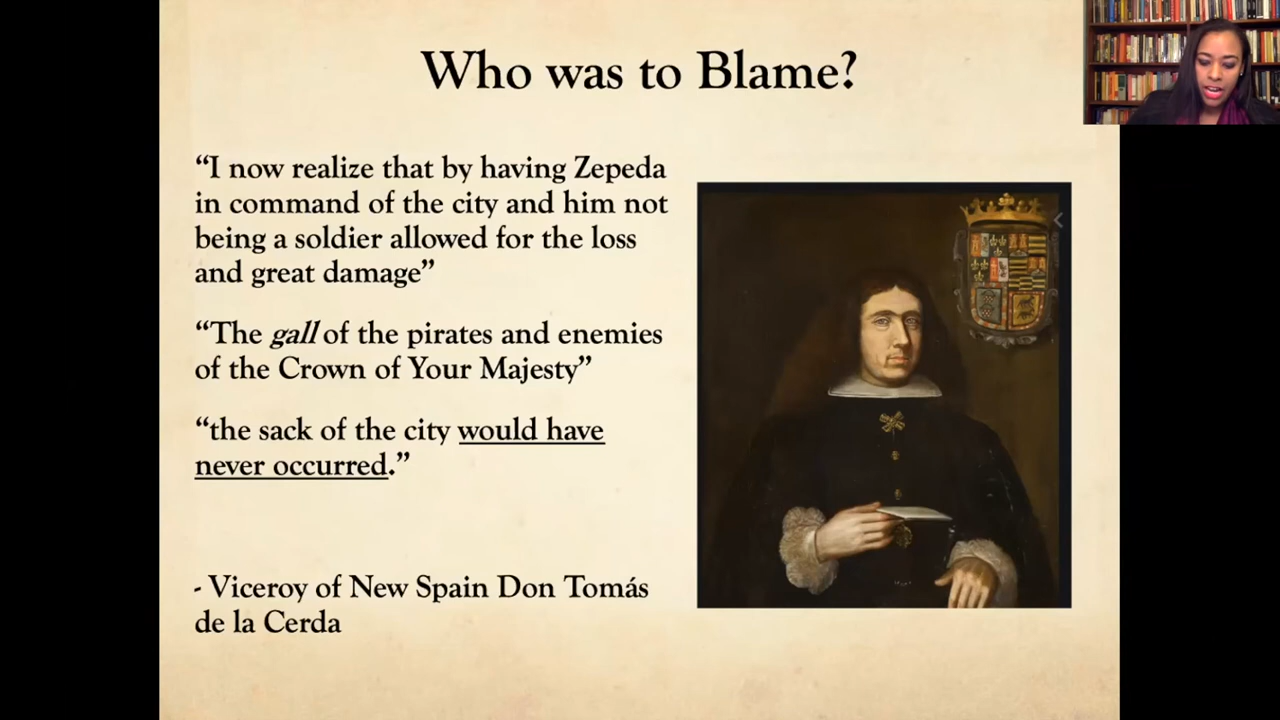 Who was to Blame?
“I now realize that by having Zepeda
in command of the city and him not
being a soldier allowed for the loss
and great damage”
“The gall of the pirates and enemies
of the Crown of Your Majesty”
“the sack of the city would have
never occurred.”
- Viceroy of New Spain Don Tomás
de la Cerda